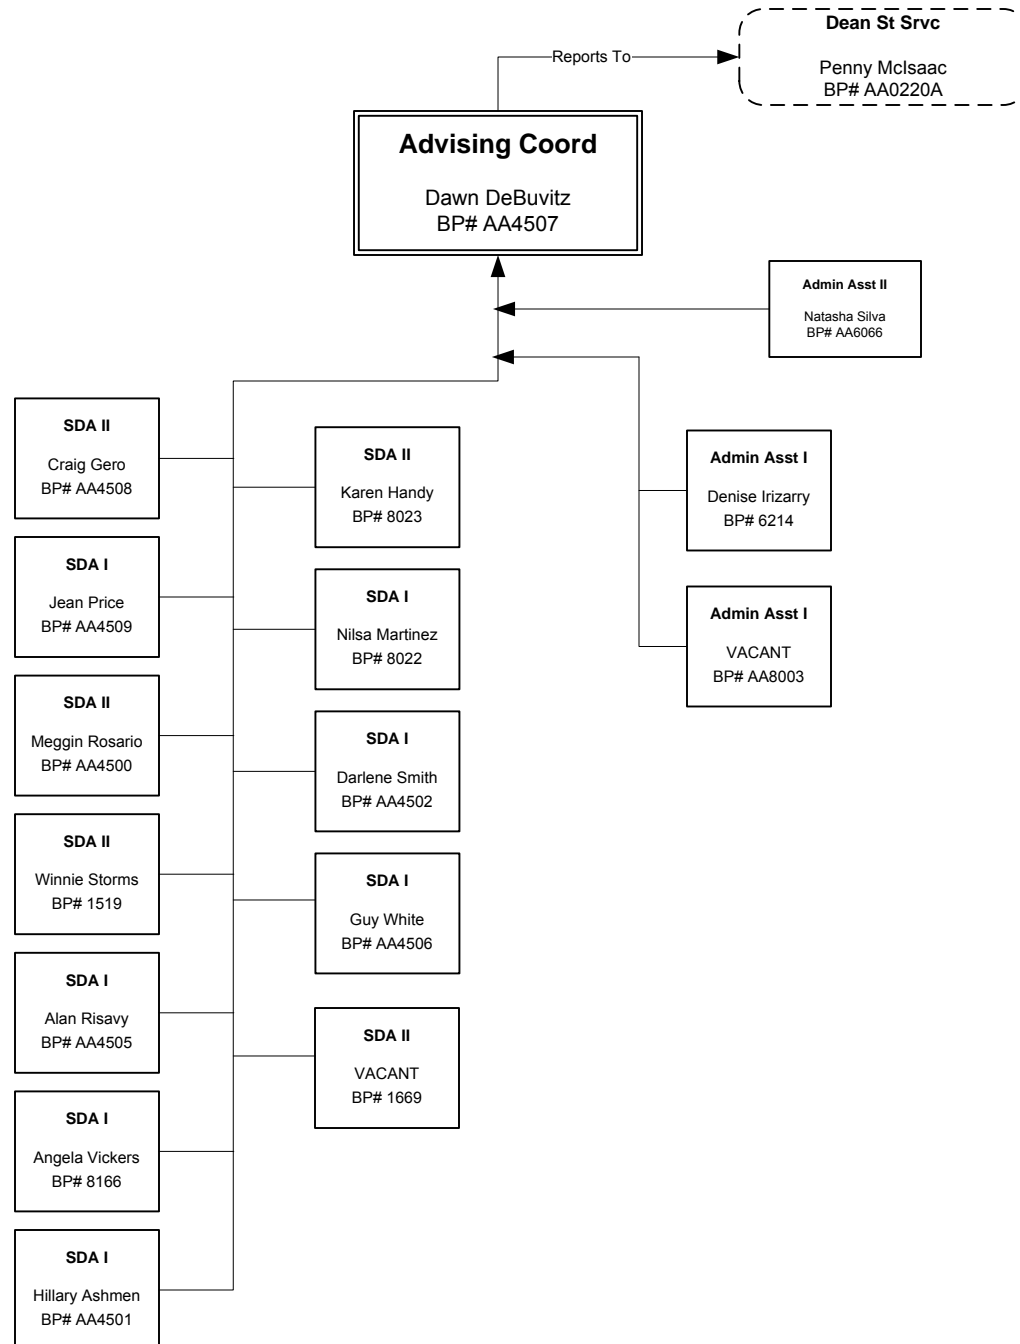 Dean St Srvc
Penny McIsaac
BP# AA0220A
Reports To
Advising Coord
Dawn DeBuvitz
BP# AA4507
Admin Asst II
Natasha Silva
BP# AA6066
SDA II
Craig Gero
BP# AA4508
SDA II
Karen Handy
BP# 8023
Admin Asst I
Denise Irizarry
BP# 6214
SDA I
Jean Price
BP# AA4509
SDA I
Nilsa Martinez
BP# 8022
Admin Asst I
VACANT
BP# AA8003
SDA II
Meggin Rosario
BP# AA4500
SDA I
Darlene Smith
BP# AA4502
SDA II
Winnie Storms
BP# 1519
SDA I
Guy White
BP# AA4506
SDA I
Alan Risavy
BP# AA4505
SDA II
VACANT
BP# 1669
SDA I
Angela Vickers
BP# 8166
SDA I
Hillary Ashmen
BP# AA4501